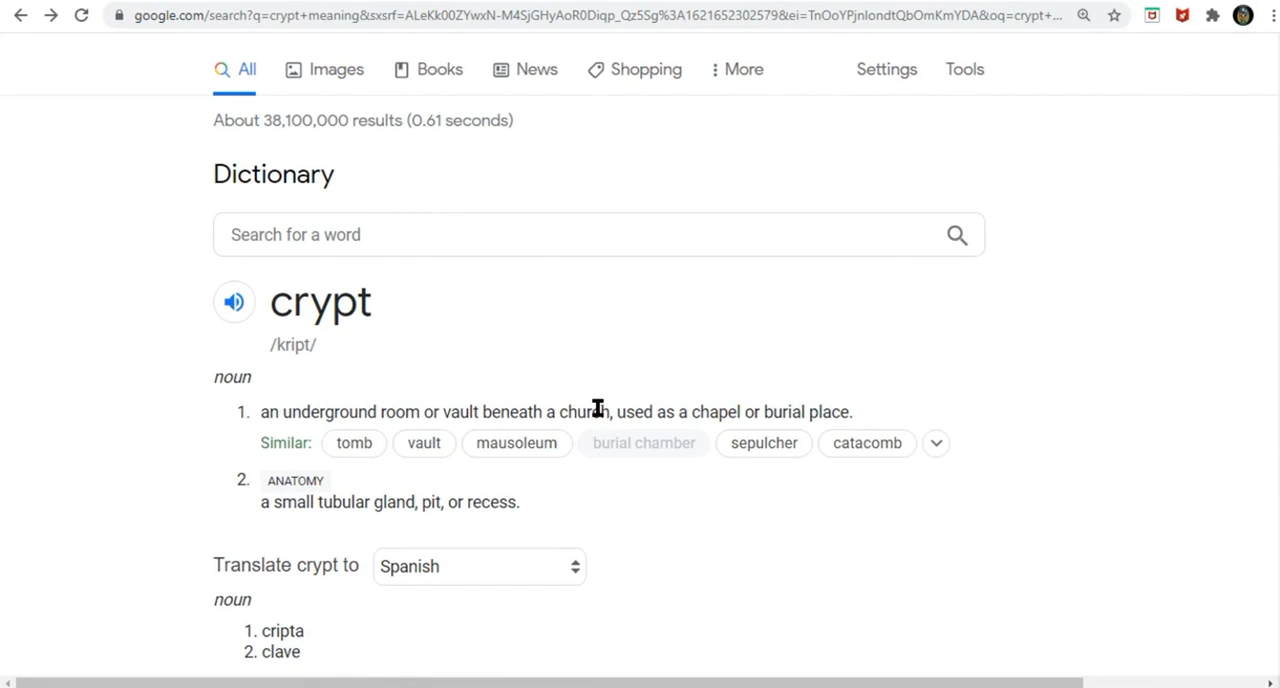 google.com/search?q=crypt+meaning&sxsrf=ALeKk00ZYwxN-M4SjGHyAoR0Diqp_Qz5Sg%3A1621652302579&ei=TnOoYPjnIondtQbOmKmYDA&oq=crypt+...
All Images Books News Shopping More Settings Tools
About 38,100,000 results (0.61 seconds)
Dictionary
Search for a word
crypt
/kript/
noun
1. an underground room or vault beneath a church, used as a chapel or burial place.
Similar: tomb vault mausoleum burial chamber sepulcher catacomb
2. ANATOMY
a small tubular gland, pit, or recess.
Translate crypt to Spanish
noun
1. cripta
2. clave